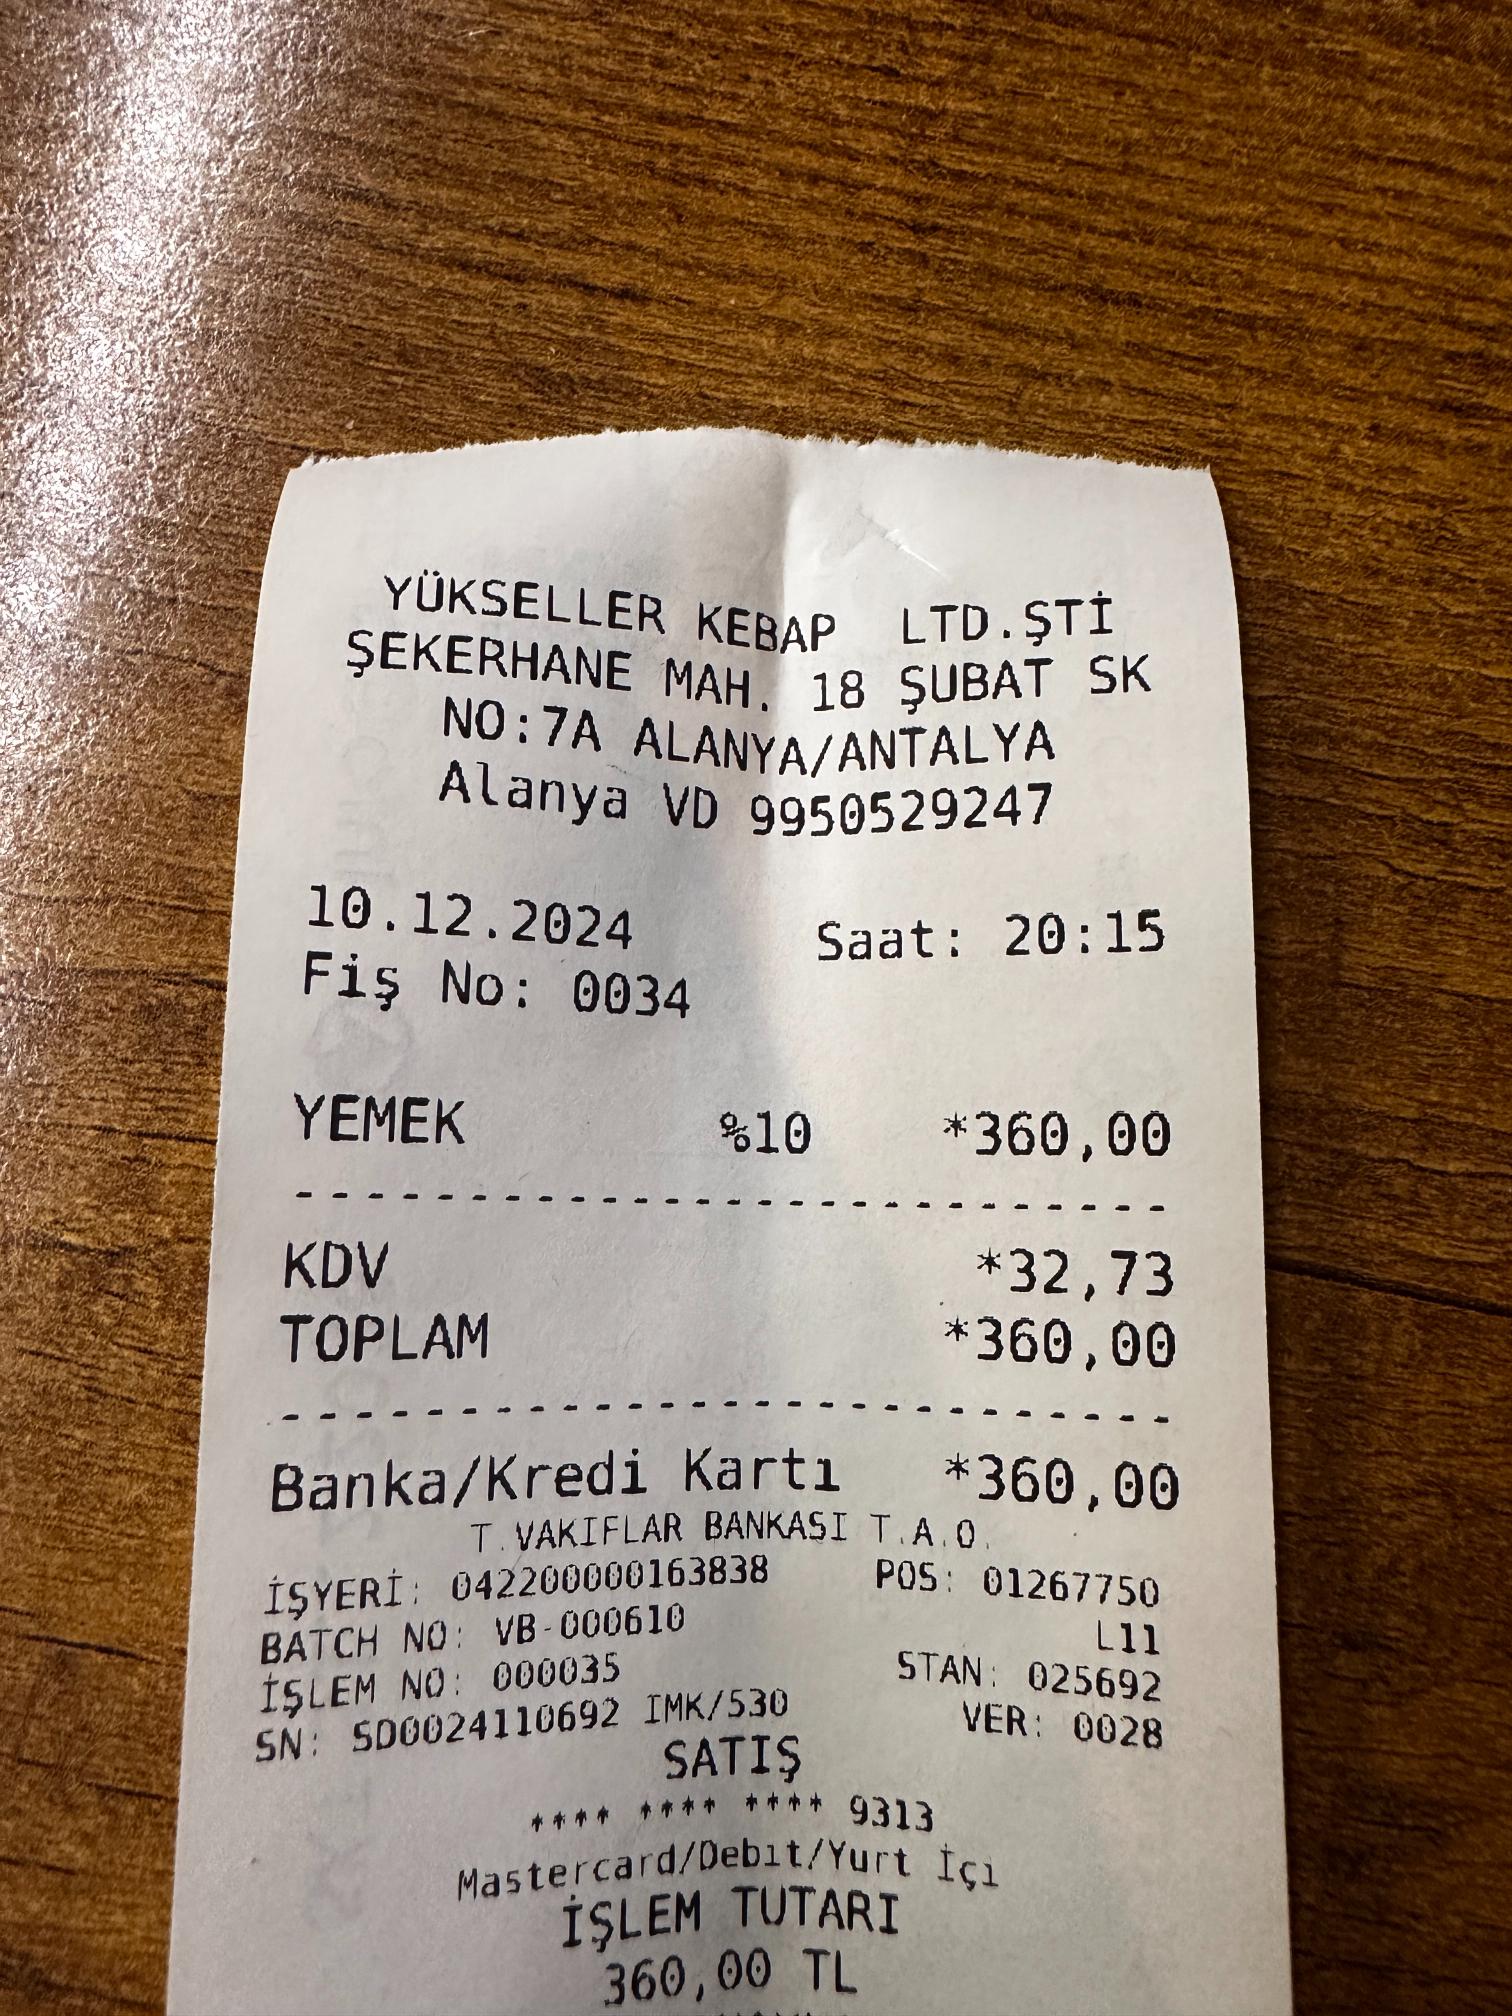 YÜKSELLER KEBAP LTD.ŞTİ
ŞEKERHANE MAH. 18 ŞUBAT SK
NO:7A ALANYA/ANTALYA
Alanya VD 9950529247
10.12.2024 Saat: 20:15
Fiş No: 0034
YEMEK %10 *360,00
KDV *32,73
TOPLAM *360,00
Banka/Kredi Kartı *360,00
T.VAKIFLAR BANKASI T.A.O.
İŞYERİ: 042200000163838 POS: 01267750
BATCH NO: VB-000610 L11
İŞLEM NO: 000035 STAN: 025692
SN: SD0024110692 IMK/530 VER: 0028
SATIŞ
**** **** **** 9313
Mastercard/Debit/Yurt İçi
İŞLEM TUTARI
360,00 TL